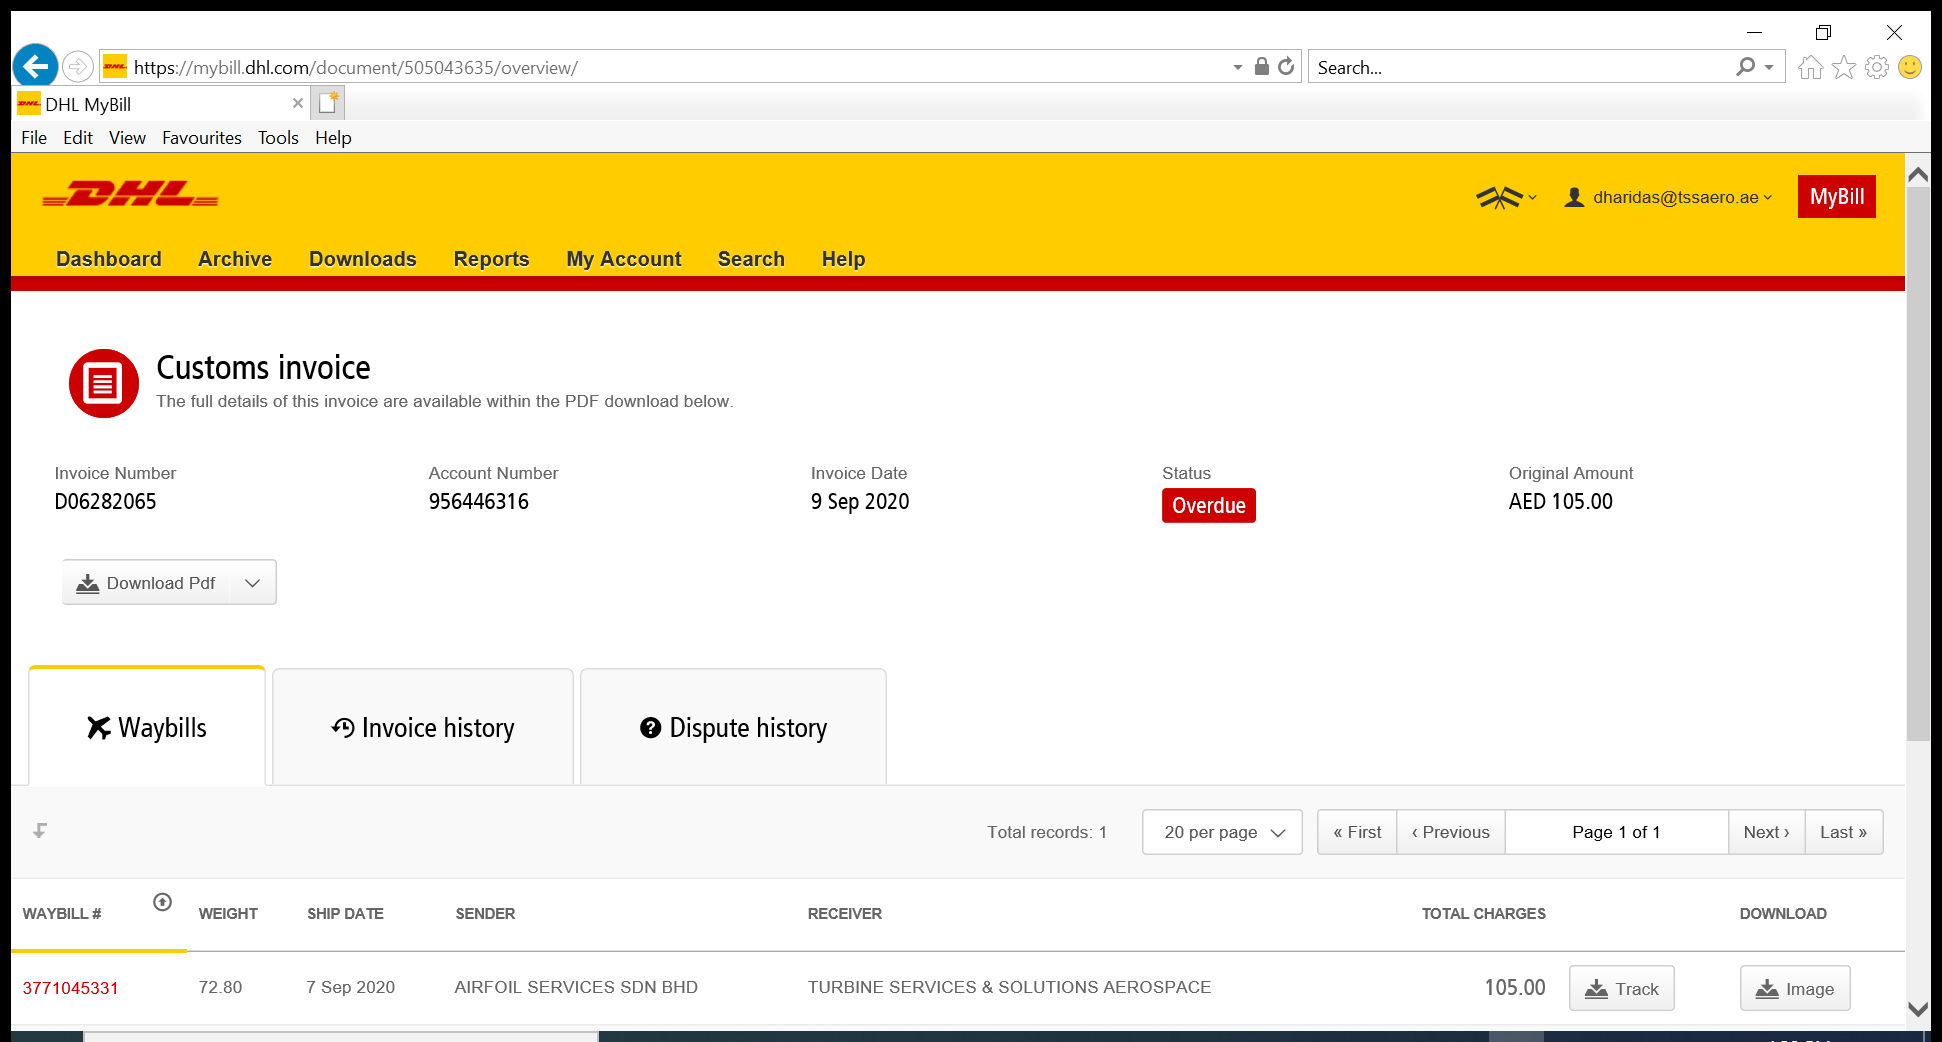 https://mybill.dhl.com/document/505043635/overview/
Search...
DHL MyBill
File Edit View Favourites Tools Help
DHL
dharidas@tssaero.ae
MyBill
Dashboard Archive Downloads Reports My Account Search Help
Customs invoice
The full details of this invoice are available within the PDF download below.
Invoice Number Account Number Invoice Date Status Original Amount
D06282065 956446316 9 Sep 2020 Overdue AED 105.00
Download Pdf
Waybills Invoice history Dispute history
Total records: 1 20 per page « First ‹ Previous Page 1 of 1 Next › Last »
WAYBILL # WEIGHT SHIP DATE SENDER RECEIVER TOTAL CHARGES DOWNLOAD
3771045331 72.80 7 Sep 2020 AIRFOIL SERVICES SDN BHD TURBINE SERVICES & SOLUTIONS AEROSPACE 105.00 Track Image